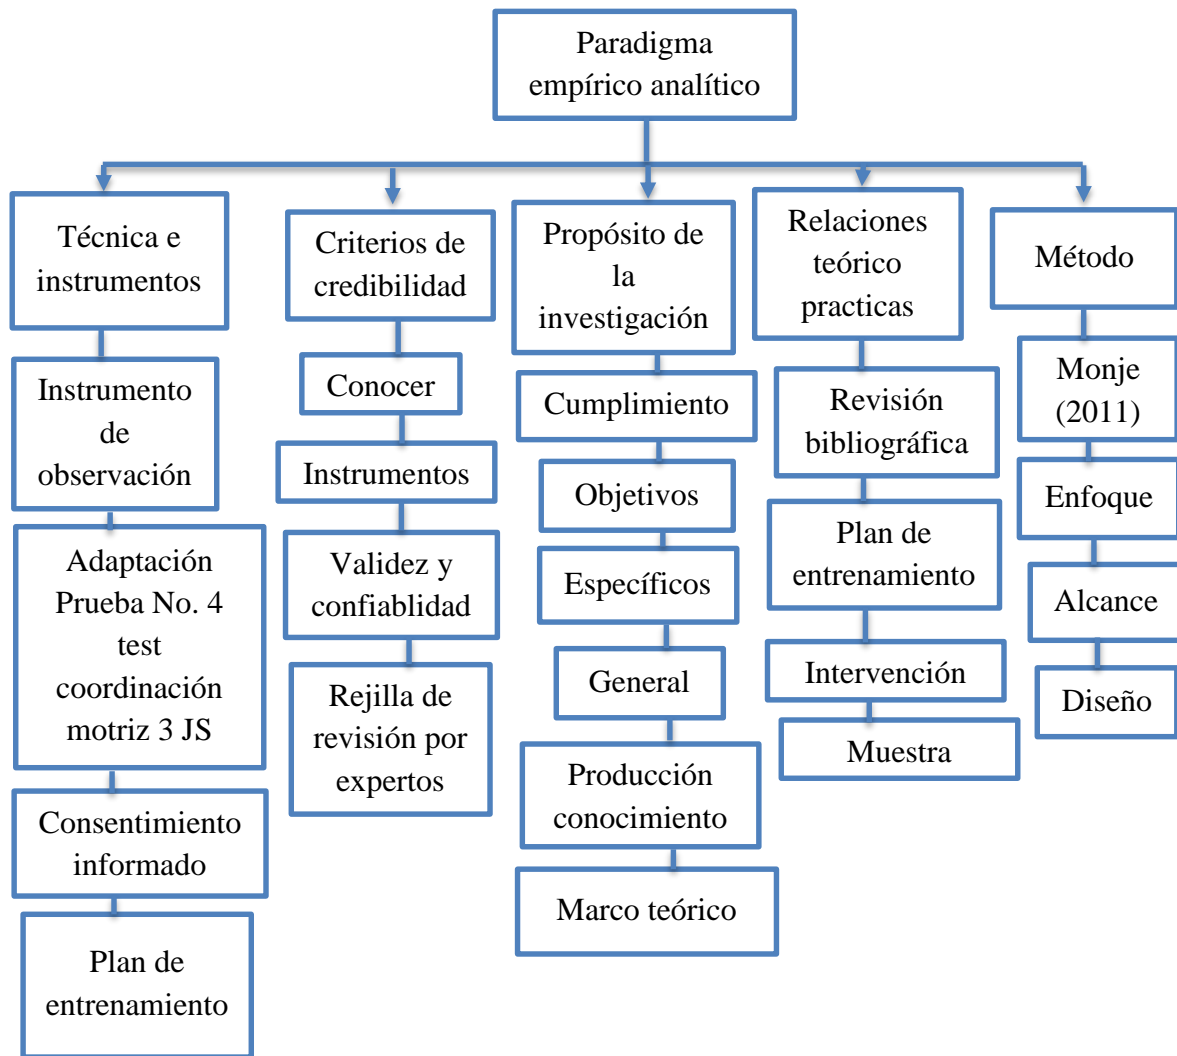 Paradigma
empírico analítico
Técnica e
instrumentos
Instrumento
de
observación
Adaptación
Prueba No. 4
test
coordinación
motriz 3 JS
Consentimiento
informado
Plan de
entrenamiento
Criterios de
credibilidad
Conocer
Instrumentos
Validez y
confiablidad
Rejilla de
revisión por
expertos
Propósito de
la
investigación
Cumplimiento
Objetivos
Específicos
General
Producción
conocimiento
Marco teórico
Relaciones
teórico
practicas
Revisión
bibliográfica
Plan de
entrenamiento
Intervención
Muestra
Método
Monje
(2011)
Enfoque
Alcance
Diseño